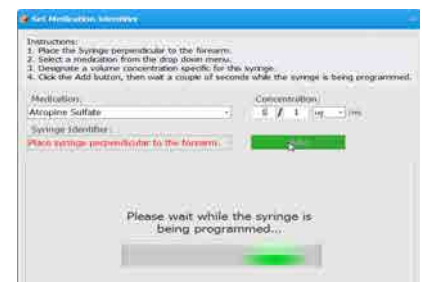 Set Medication Identifier
Instructions:
1. Place the Syringe perpendicular to the forearm.
2. Select a medication from the drop down menu.
3. Designate a volume concentration specific for this syringe.
4. Click the Add button, then wait a couple of seconds while the syringe is being programmed.
Medication: Concentration:
Atropine Sulfate / 1
Syringe Identifier:
Place syringe perpendicular to the forearm.
Please wait while the syringe is
being programmed...